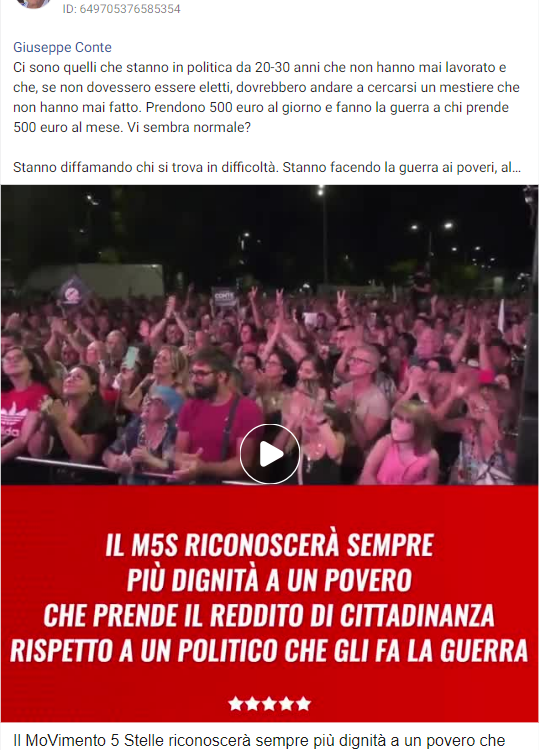 ID: 649705376585354
Giuseppe Conte
Ci sono quelli che stanno in politica da 20-30 anni che non hanno mai lavorato e
che, se non dovessero essere eletti, dovrebbero andare a cercarsi un mestiere che
non hanno mai fatto. Prendono 500 euro al giorno e fanno la guerra a chi prende
500 euro al mese. Vi sembra normale?
Stanno diffamando chi si trova in difficoltà. Stanno facendo la guerra ai poveri, al...
CONTE
adidas
IL M5S RICONOSCERÀ SEMPRE
PIÙ DIGNITÀ A UN POVERO
CHE PRENDE IL REDDITO DI CITTADINANZA
RISPETTO A UN POLITICO CHE GLI FA LA GUERRA
Il MoVimento 5 Stelle riconoscerà sempre più dignità a un povero che